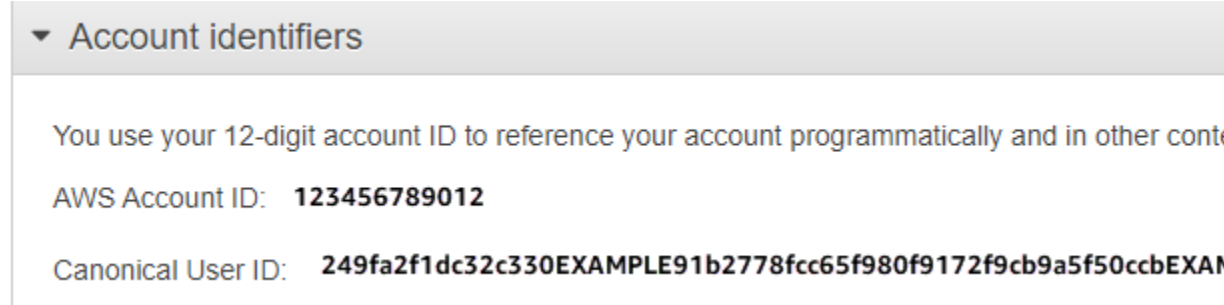 Account identifiers
You use your 12-digit account ID to reference your account programmatically and in other
AWS Account ID: 123456789012
Canonical User ID: 249fa2f1dc32c330EXAMPLE91b2778fcc65f980f9172f9cb9a5f50ccbEXA